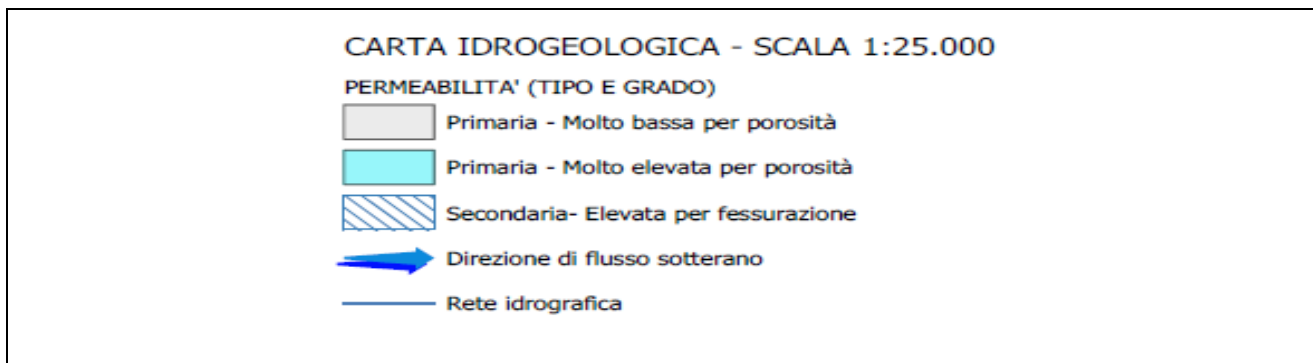 CARTA IDROGEOLOGICA - SCALA 1:25.000
PERMEABILITA' (TIPO E GRADO)
Primaria - Molto bassa per porosità
Primaria - Molto elevata per porosità
Secondaria- Elevata per fessurazione
Direzione di flusso sotterano
Rete idrografica